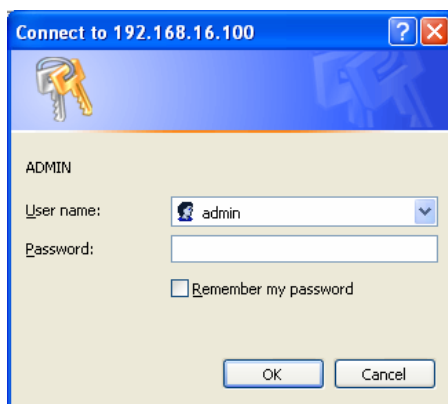 Connect to 192.168.16.100
ADMIN
User name: admin
Password:
Remember my password
OK Cancel